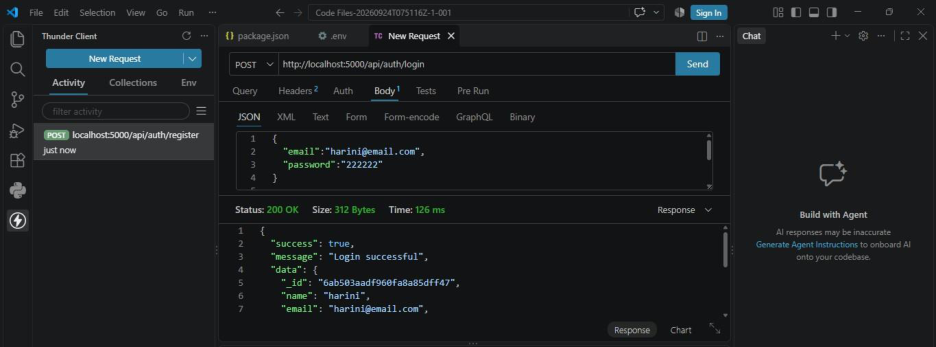 File Edit Selection View Go Run ... Code Files-20260924T075116Z-1-001 Sign In
Thunder Client
New Request
Activity Collections Env
filter activity
POST localhost:5000/api/auth/register
just now
{} package.json .env TC New Request
POST http://localhost:5000/api/auth/login Send
Query Headers 2 Auth Body 1 Tests Pre Run
JSON XML Text Form Form-encode GraphQL Binary
1 {
2 "email":"harini@email.com",
3 "password":"222222"
4 }
Status: 200 OK Size: 312 Bytes Time: 126 ms Response
1 {
2 "success": true,
3 "message": "Login successful",
4 "data": {
5 "_id": "6ab503aadf960fa8a85dff47",
6 "name": "harini",
7 "email": "harini@email.com",
Response Chart
Chat
Build with Agent
AI responses may be inaccurate
Generate Agent Instructions to onboard AI
onto your codebase.